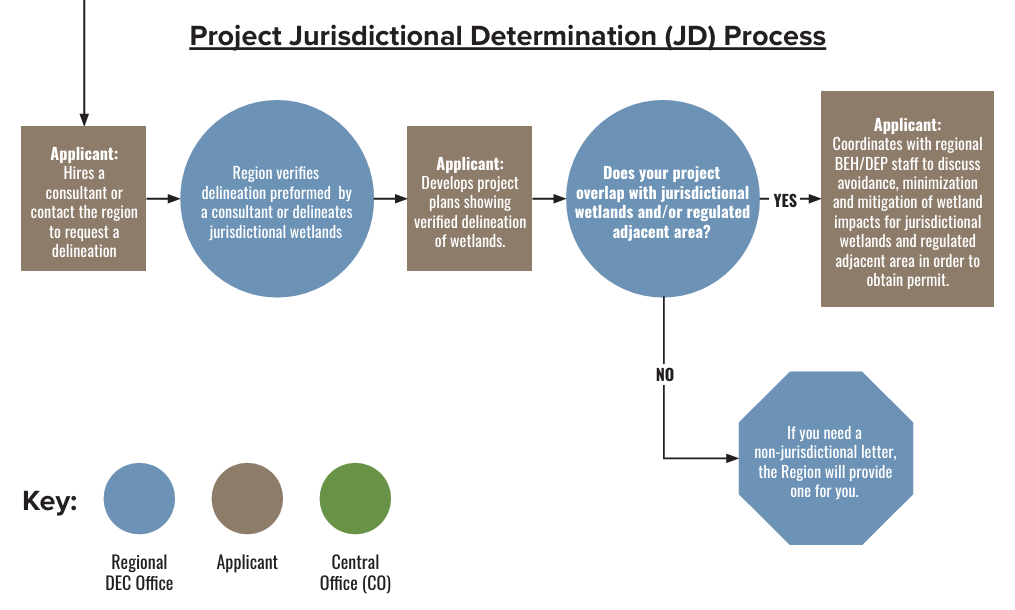 Project Jurisdictional Determination (JD) Process
Applicant:
Hires a
consultant or
contact the region
to request a
delineation
Region verifies
delineation preformed by
a consultant or delineates
jurisdictional wetlands
Applicant:
Develops project
plans showing
verified delineation
of wetlands.
Does your project
overlap with jurisdictional
wetlands and/or regulated
adjacent area?
YES
Applicant:
Coordinates with regional
BEH/DEP staff to discuss
avoidance, minimization
and mitigation of wetland
impacts for jurisdictional
wetlands and regulated
adjacent area in order to
obtain permit.
NO
If you need a
non-jurisdictional letter,
the Region will provide
one for you.
Key:
Regional
DEC Office
Applicant
Central
Office (CO)